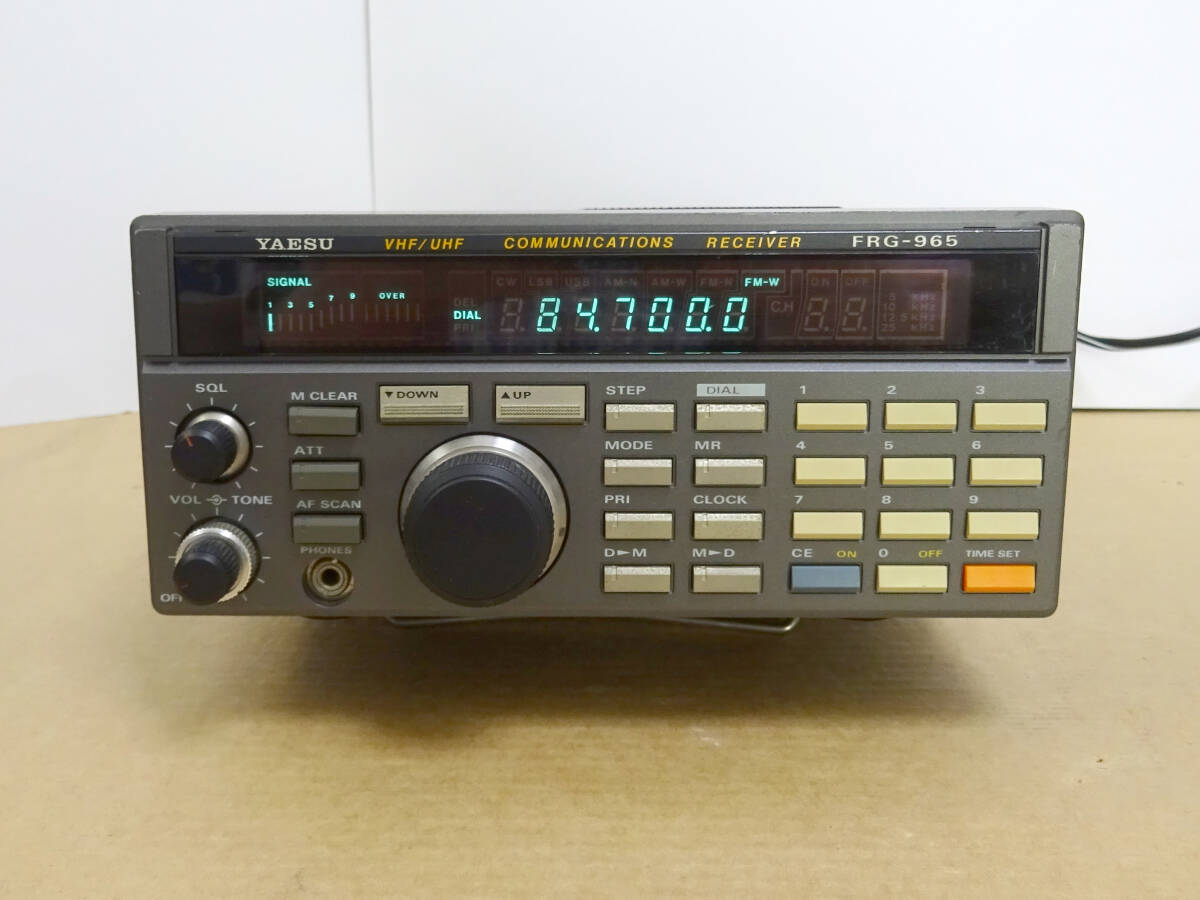 YAESU VHF/UHF COMMUNICATIONS RECEIVER FRG-965
SIGNAL
1 3 5 7 9 OVER
CW LSB USB AM-N AM-W FM-N FM-W ON OFF
DEL
DIAL
PRI
84.700.0
C.H
5 kHz
10 kHz
12.5 kHz
25 kHz
SQL
M CLEAR
▼DOWN
▲UP
STEP
DIAL
1 2 3
ATT
MODE
MR
4 5 6
VOL TONE
AF SCAN
PRI
CLOCK
7 8 9
PHONES
D►M
M►D
CE ON
0 OFF
TIME SET
OFF